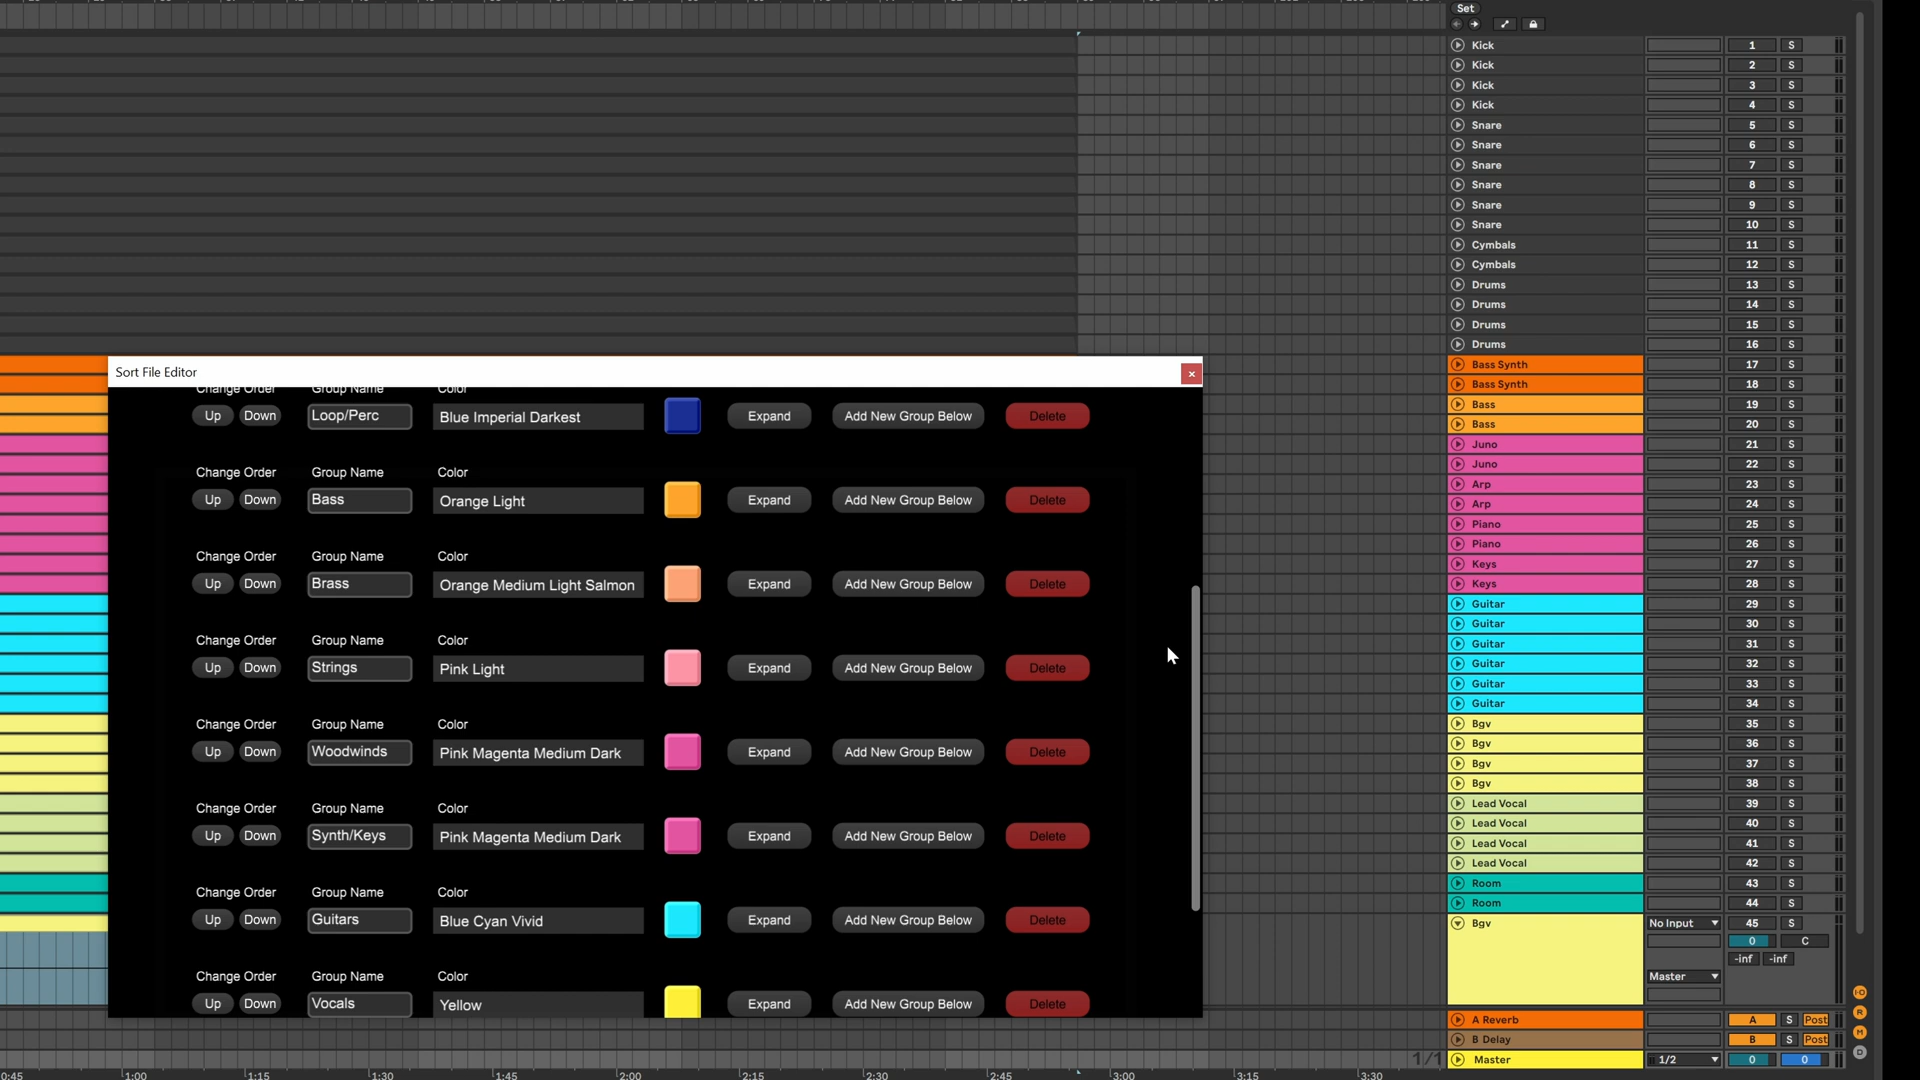 Set
Kick 1 S
Kick 2 S
Kick 3 S
Kick 4 S
Snare 5 S
Snare 6 S
Snare 7 S
Snare 8 S
Snare 9 S
Snare 10 S
Cymbals 11 S
Cymbals 12 S
Drums 13 S
Drums 14 S
Drums 15 S
Drums 16 S
Bass Synth 17 S
Bass Synth 18 S
Bass 19 S
Bass 20 S
Juno 21 S
Juno 22 S
Arp 23 S
Arp 24 S
Piano 25 S
Piano 26 S
Keys 27 S
Keys 28 S
Guitar 29 S
Guitar 30 S
Guitar 31 S
Guitar 32 S
Guitar 33 S
Guitar 34 S
Bgv 35 S
Bgv 36 S
Bgv 37 S
Bgv 38 S
Lead Vocal 39 S
Lead Vocal 40 S
Lead Vocal 41 S
Lead Vocal 42 S
Room 43 S
Room 44 S
Bgv No Input 45 S
0 C
-inf -inf
Master
A Reverb A S Post
B Delay B S Post
1/1 Master 1/2 0 0
I·O
R
M
D
Sort File Editor ×
Change Order Group Name Color
Up Down Loop/Perc Blue Imperial Darkest Expand Add New Group Below Delete
Change Order Group Name Color
Up Down Bass Orange Light Expand Add New Group Below Delete
Change Order Group Name Color
Up Down Brass Orange Medium Light Salmon Expand Add New Group Below Delete
Change Order Group Name Color
Up Down Strings Pink Light Expand Add New Group Below Delete
Change Order Group Name Color
Up Down Woodwinds Pink Magenta Medium Dark Expand Add New Group Below Delete
Change Order Group Name Color
Up Down Synth/Keys Pink Magenta Medium Dark Expand Add New Group Below Delete
Change Order Group Name Color
Up Down Guitars Blue Cyan Vivid Expand Add New Group Below Delete
Change Order Group Name Color
Up Down Vocals Yellow Expand Add New Group Below Delete
0:45 1:00 1:15 1:30 1:45 2:00 2:15 2:30 2:45 3:00 3:15 3:30